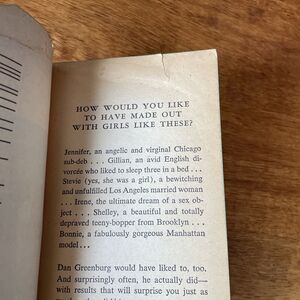 HOW WOULD YOU LIKE
TO HAVE MADE OUT
WITH GIRLS LIKE THESE?
Jennifer, an angelic and virginal Chicago
sub-deb . . . Gillian, an avid English di-
vorcée who liked to sleep three in a bed . . .
Stevie (yes, she was a girl), a bewitching
and unfulfilled Los Angeles married woman
. . . Irene, the ultimate dream of a sex ob-
ject . . . Shelley, a beautiful and totally
depraved teeny-bopper from Brooklyn . . .
Bonnie, a fabulously gorgeous Manhattan
model . . .
Dan Greenburg would have liked to, too.
And surprisingly often, he actually did—
with results that will surprise you just as